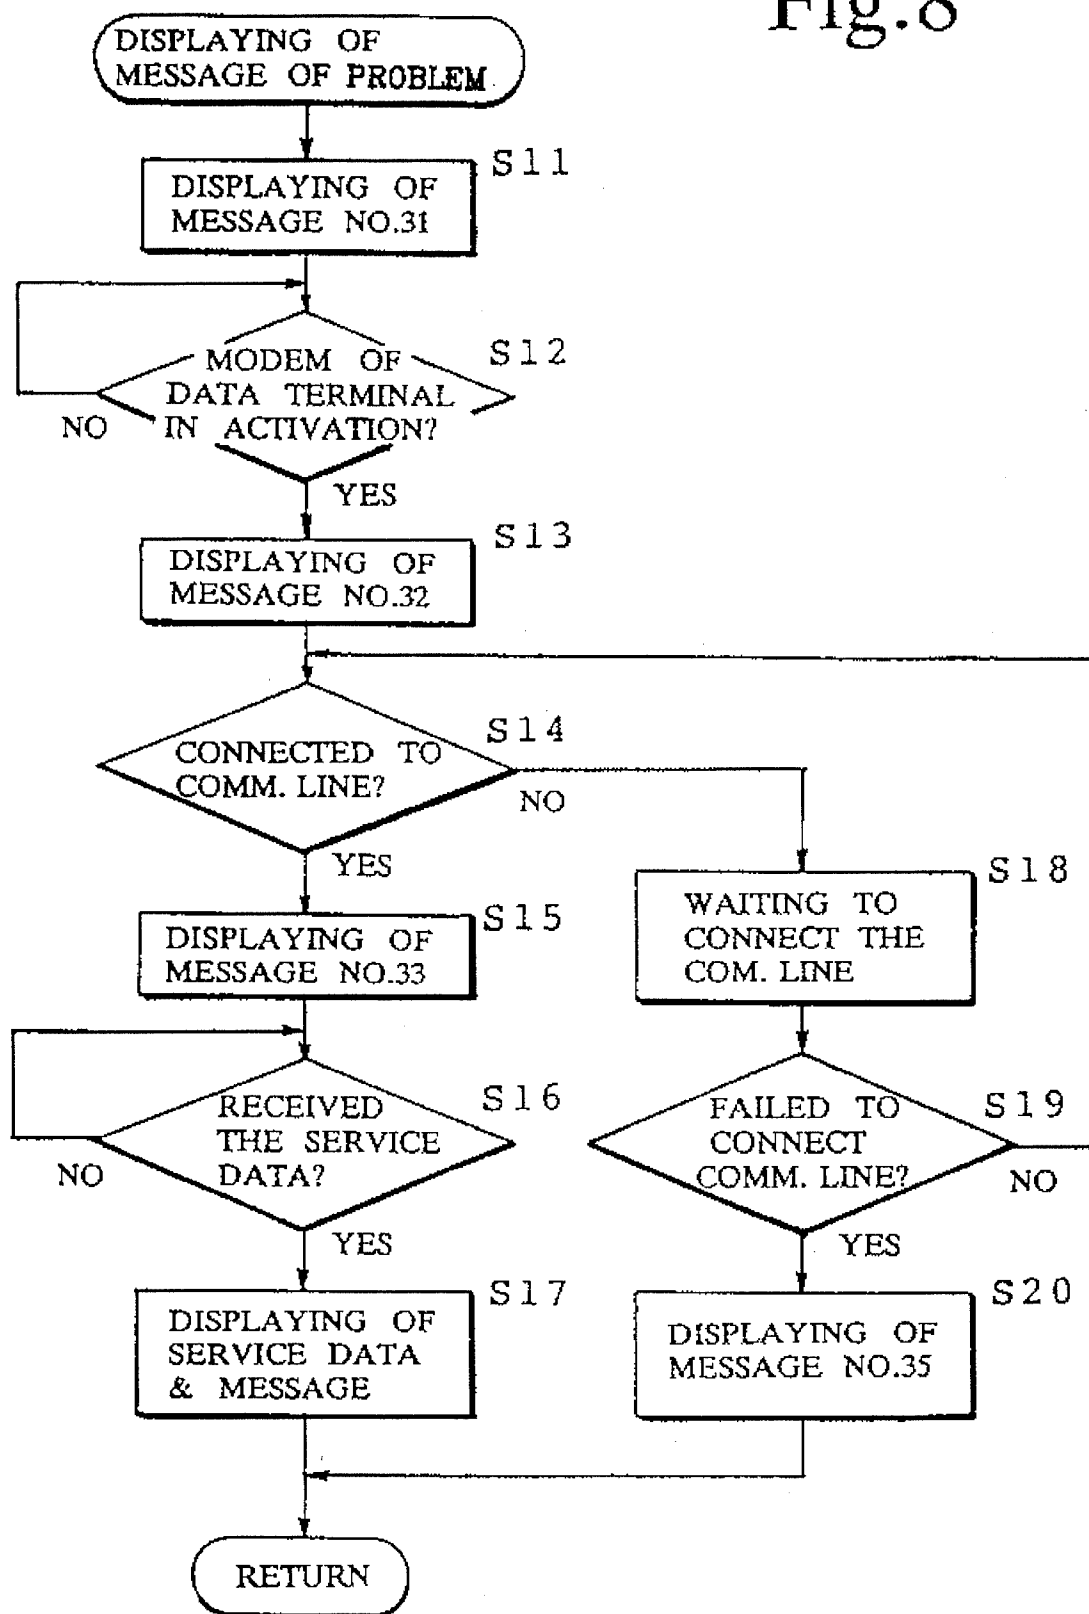 Fig.8
DISPLAYING OF
MESSAGE OF PROBLEM
S11
DISPLAYING OF
MESSAGE NO.31
S12
MODEM OF
DATA TERMINAL
IN ACTIVATION?
NO
YES
S13
DISPLAYING OF
MESSAGE NO.32
S14
CONNECTED TO
COMM. LINE?
NO
YES
S15
DISPLAYING OF
MESSAGE NO.33
S16
RECEIVED
THE SERVICE
DATA?
NO
YES
S17
DISPLAYING OF
SERVICE DATA
& MESSAGE
S18
WAITING TO
CONNECT THE
COM. LINE
S19
FAILED TO
CONNECT
COMM. LINE?
NO
YES
S20
DISPLAYING OF
MESSAGE NO.35
RETURN